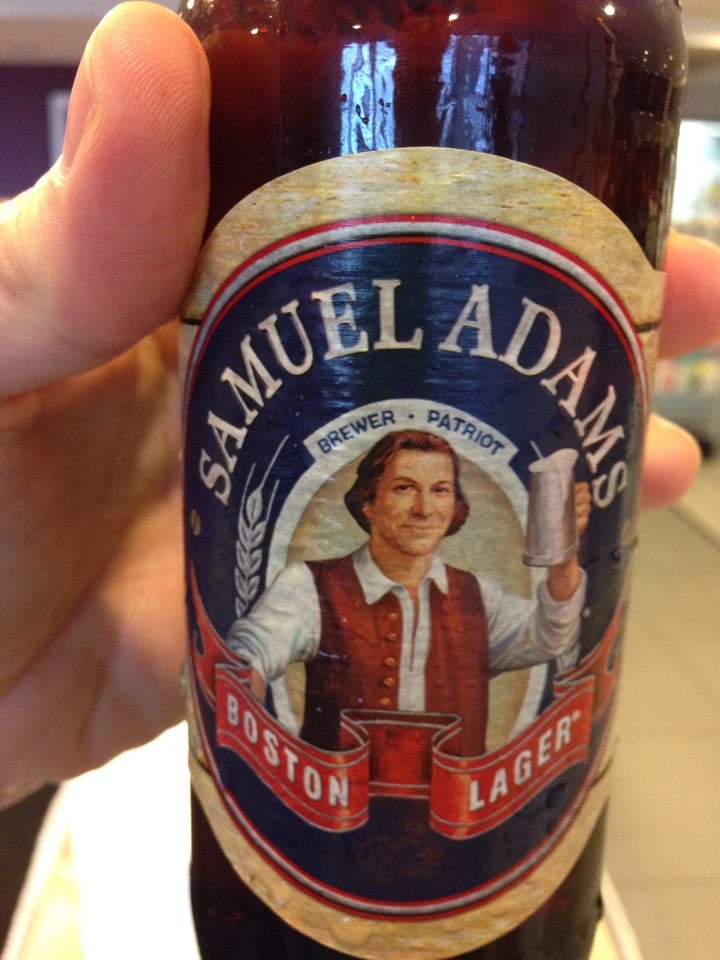 SAMUEL ADAMS
BREWER · PATRIOT
BOSTON LAGER